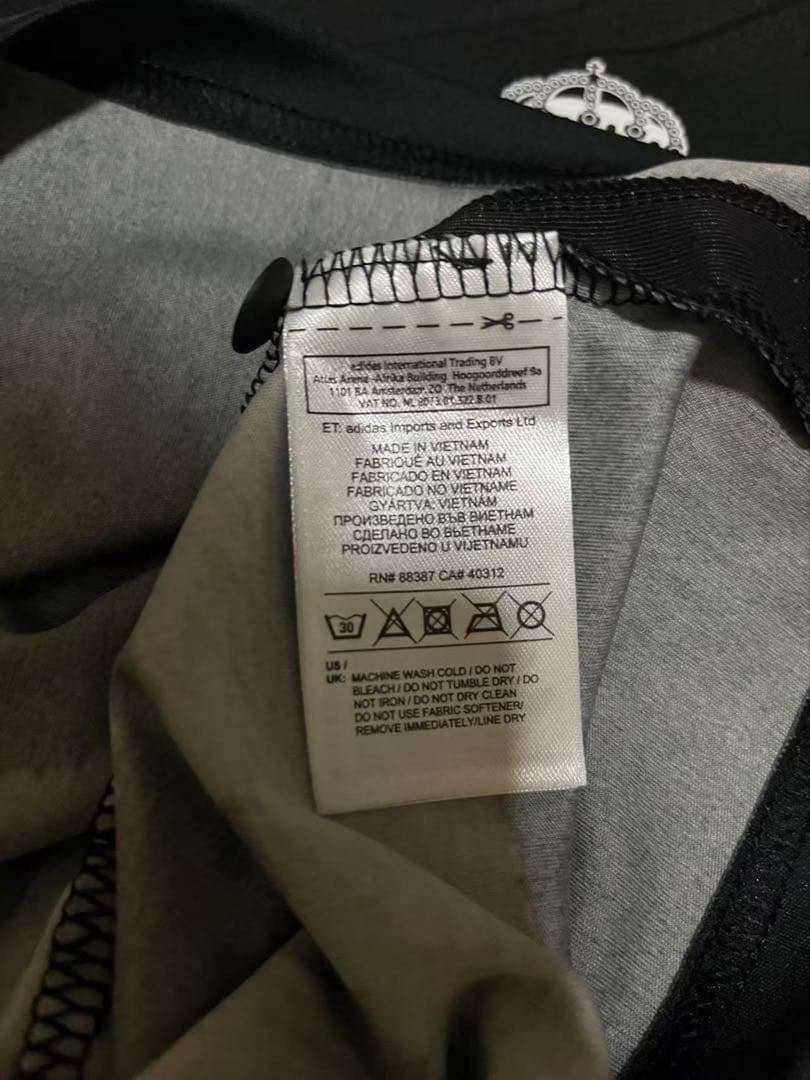 adidas International Trading BV
Atlas Arena -Afrika Building Hoogoorddreef 9a
1101 BA Amsterdam ZO The Netherlands
VAT NO. NL
ET: adidas Imports and Exports Ltd
MADE IN VIETNAM
FABRIQUÉ AU VIETNAM
FABRICADO EN VIETNAM
FABRICADO NO VIETNAME
GYÁRTVA: VIETNÁM
ПРОИЗВЕДЕНО ВЪВ ВИЕТНАМ
СДЕЛАНО ВО ВЬЕТНАМЕ
PROIZVEDENO U VIJETNAMU
RN# 88387 CA# 40312
30
US /
UK: MACHINE WASH COLD / DO NOT
BLEACH / DO NOT TUMBLE DRY / DO
NOT IRON / DO NOT DRY CLEAN
DO NOT USE FABRIC SOFTENER/
REMOVE IMMEDIATELY/LINE DRY